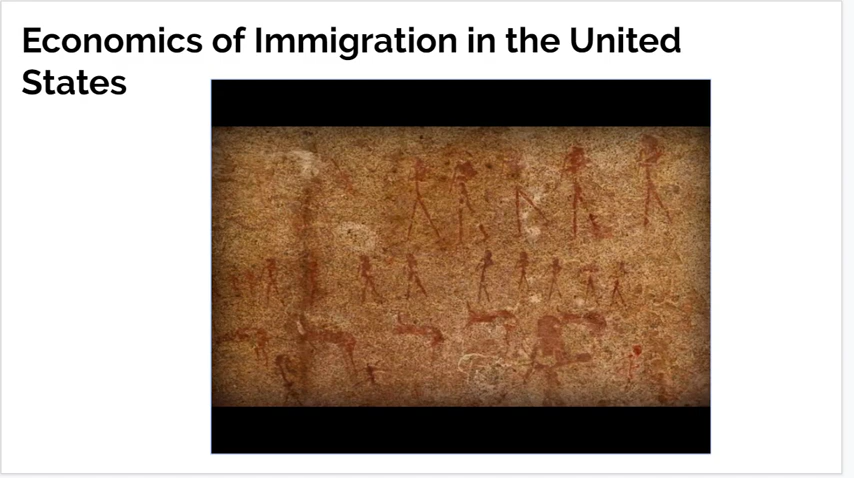 Economics of Immigration in the United
States